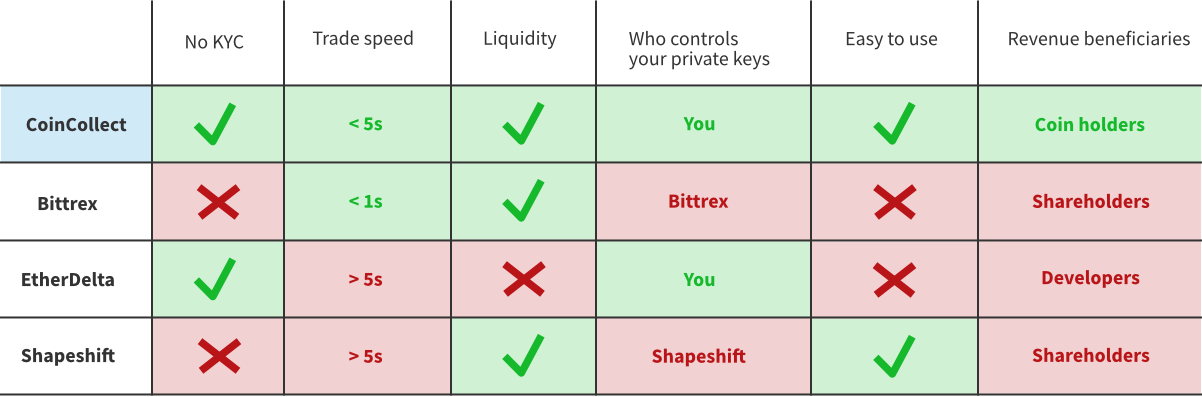 No KYC
Trade speed
Liquidity
Who controls
your private keys
Easy to use
Revenue beneficiaries
CoinCollect
< 5s
You
Coin holders
Bittrex
< 1s
Bittrex
Shareholders
EtherDelta
> 5s
You
Developers
Shapeshift
> 5s
Shapeshift
Shareholders